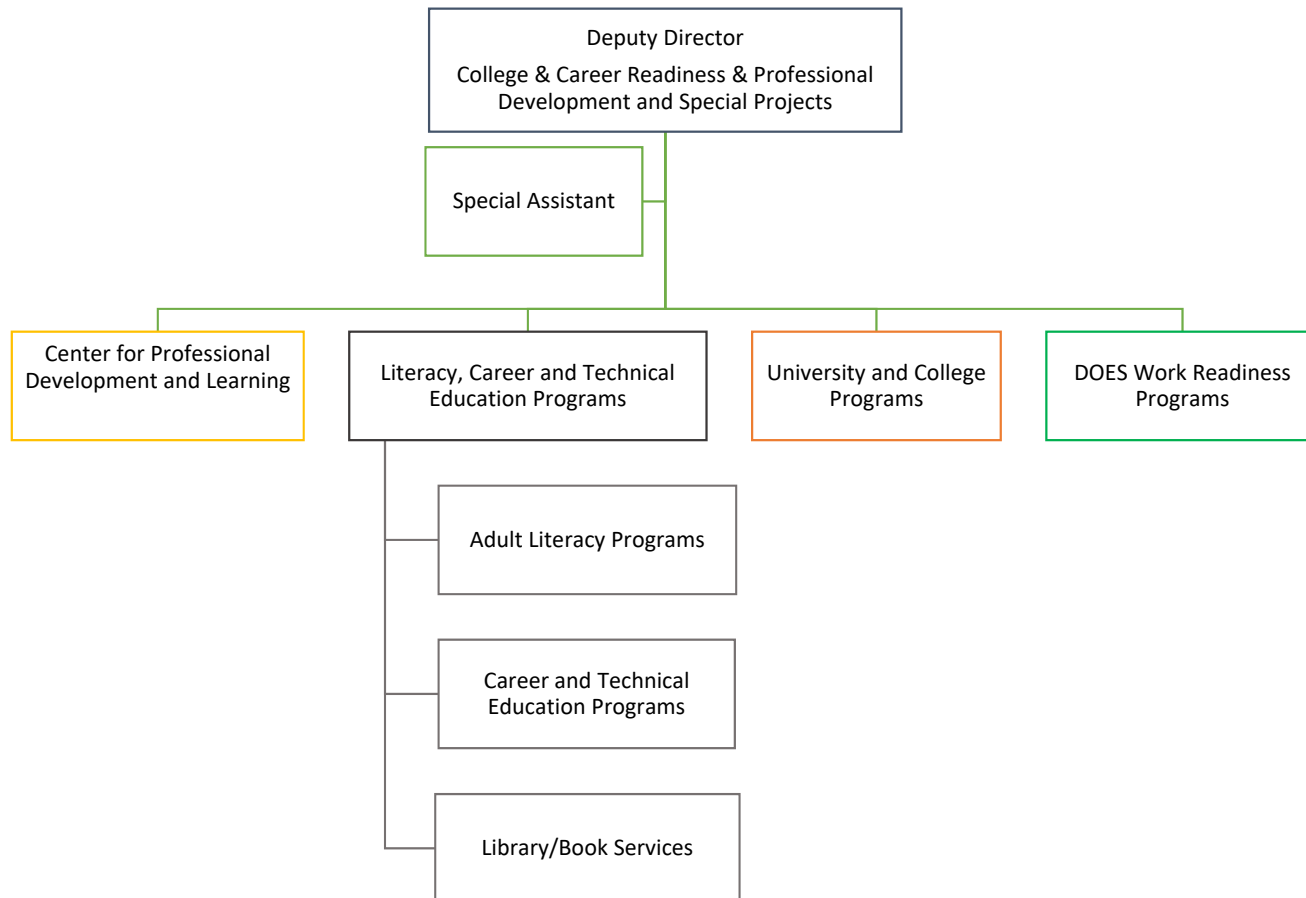 Deputy Director
College & Career Readiness & Professional
Development and Special Projects
Special Assistant
Center for Professional
Development and Learning
Literacy, Career and Technical
Education Programs
University and College
Programs
DOES Work Readiness
Programs
Adult Literacy Programs
Career and Technical
Education Programs
Library/Book Services